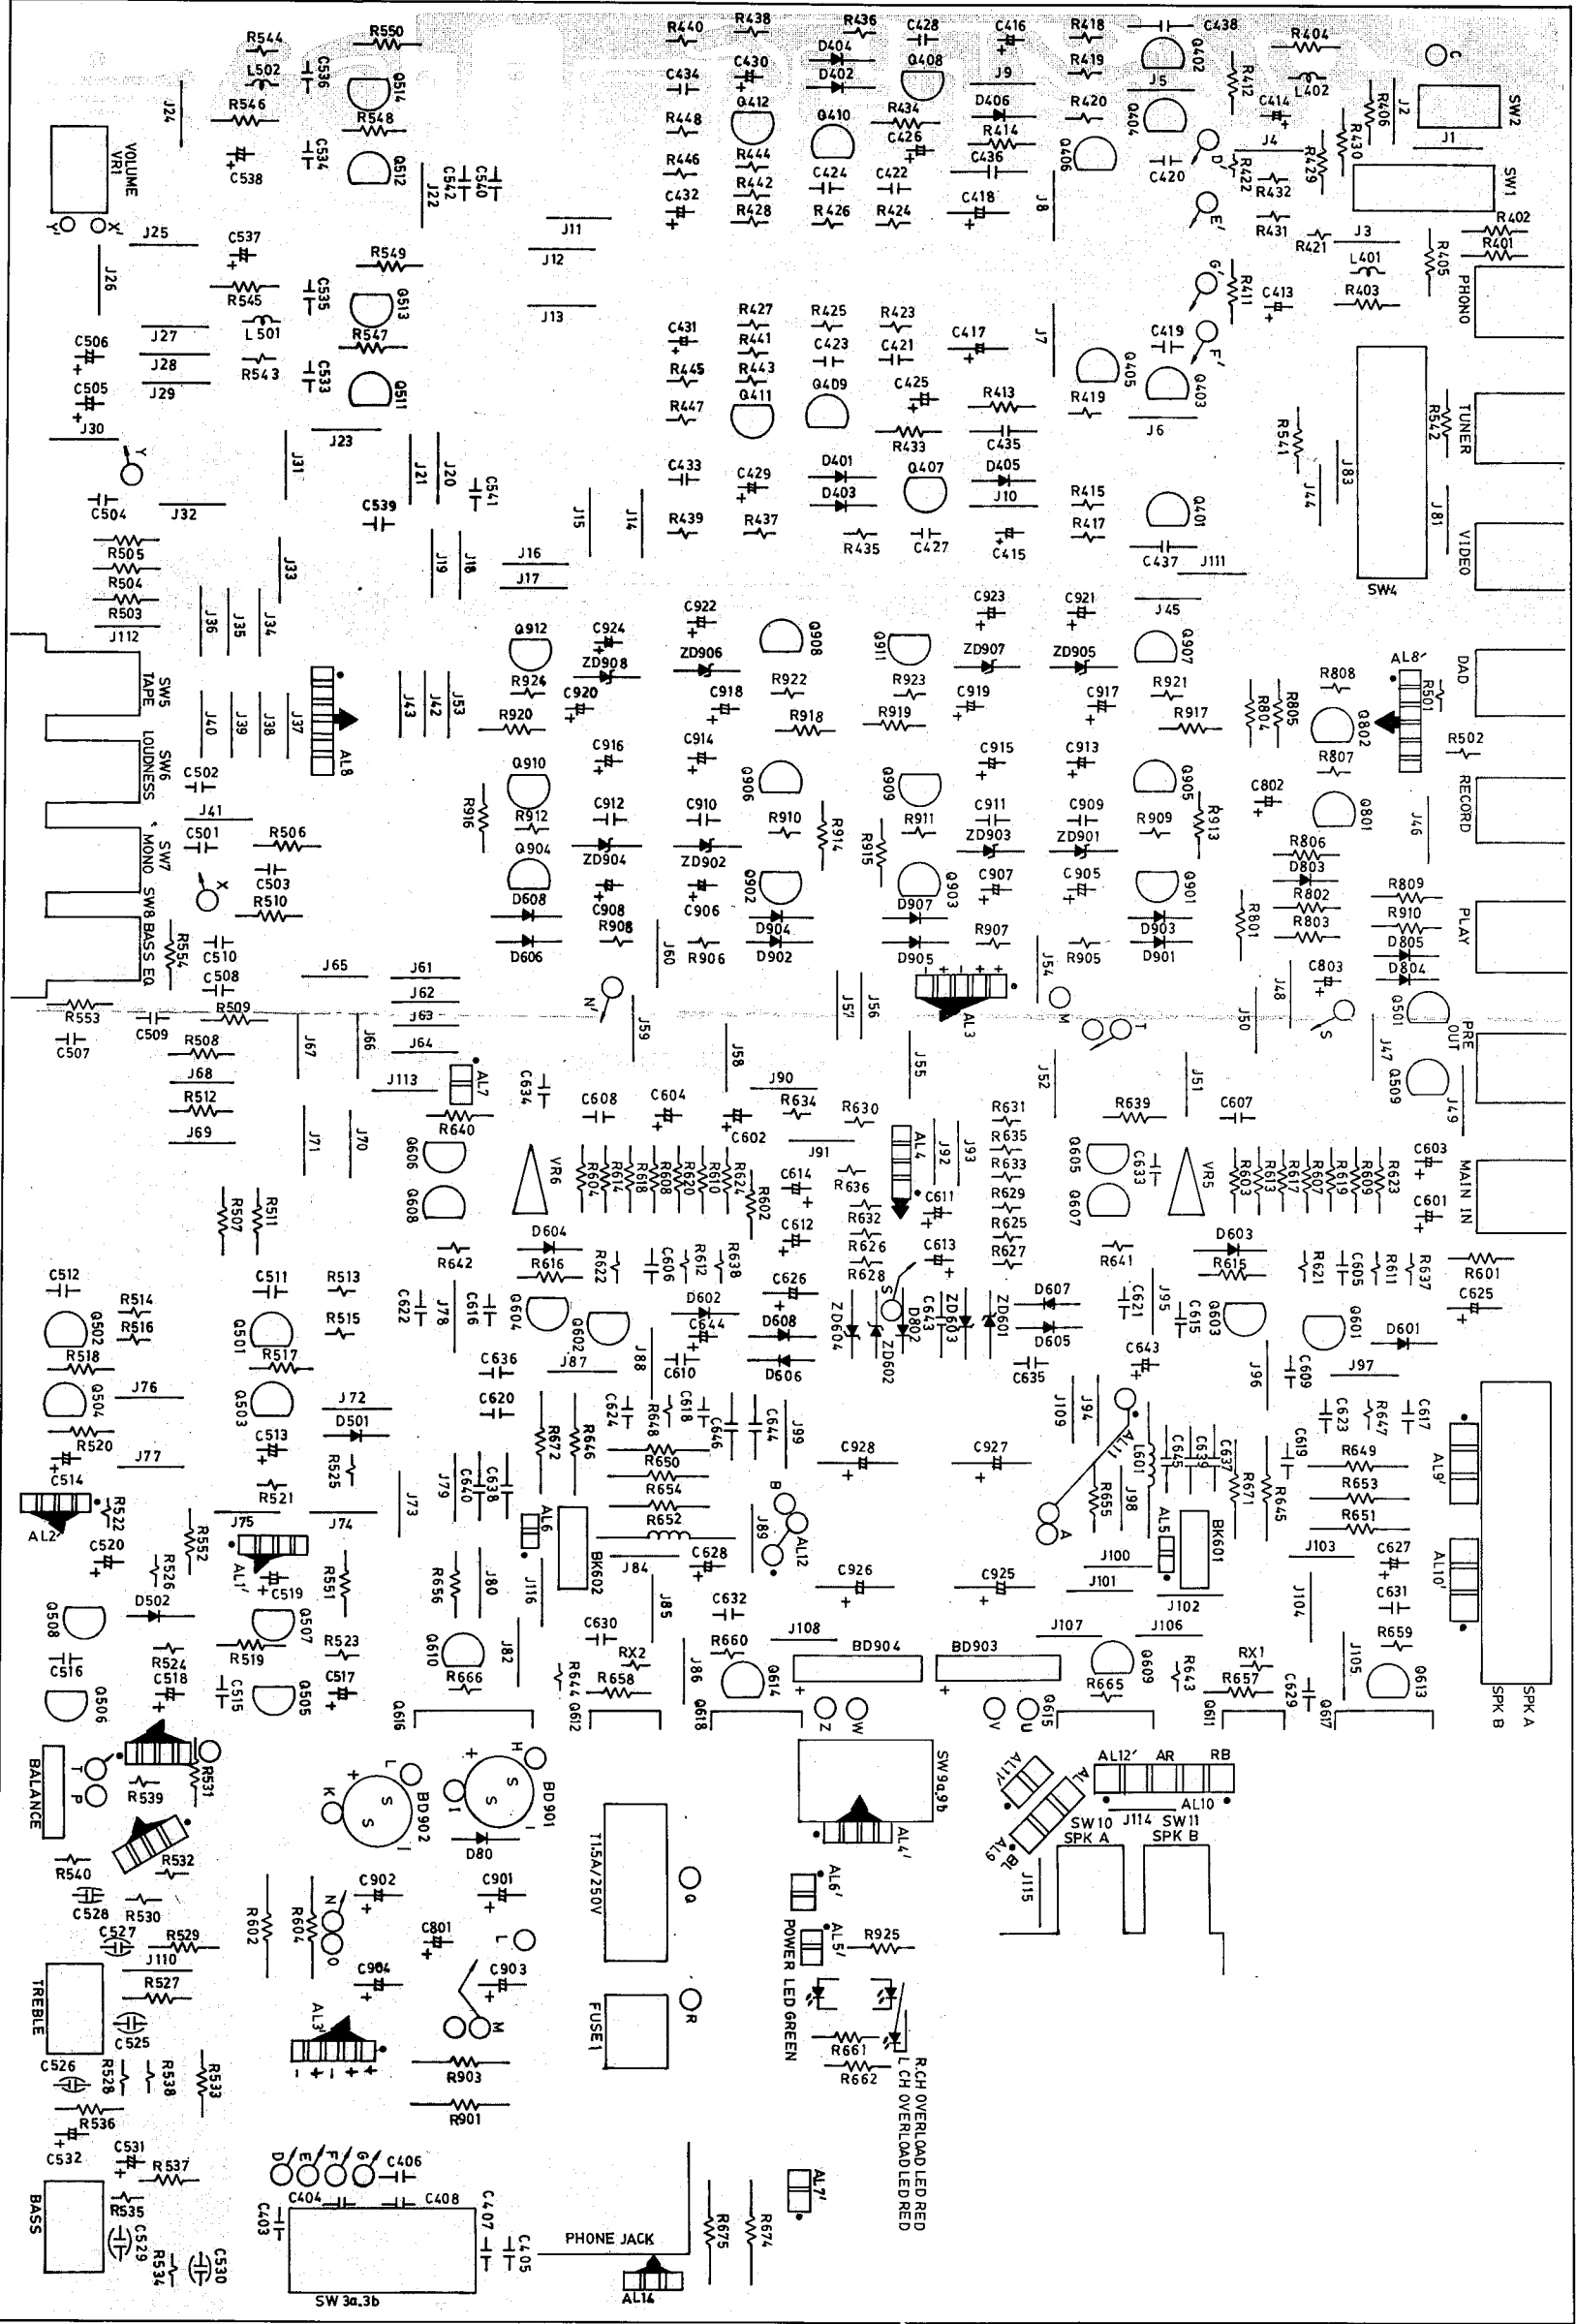 R544
R550
R440
R438
R436
C428
C416
R418
C438
R404
C
L502
C536
Q514
C434
C430
D404
D402
Q408
J9
R419
Q402
J5
R412
L402
R406
J2
SW2
J24
R546
R548
R448
Q412
Q410
R434
D406
R420
Q404
C414
R430
J1
VOLUME
VR1
C538
C534
Q512
J22
C542
C540
R446
R444
C426
R414
C436
Q406
C420
D'
R422
J4
R432
R429
SW1
C432
R442
R428
C424
R426
C422
R424
C418
J8
E'
R431
R421
J3
R402
R401
Y'
X'
J25
C537
R549
J11
J12
G'
R411
L401
R405
PHONO
J26
R545
C535
Q513
J13
C431
R427
R425
R423
C417
J7
C419
F'
C413
R403
C506
J27
L501
R547
R441
C423
C421
J28
R543
C533
Q511
R445
R443
Q409
C425
R413
Q405
Q403
C505
J29
R447
Q411
R433
C435
R419
J6
R541
R542
TUNER
J30
Y
J31
J23
J21
J20
C541
C433
C429
D401
D403
Q407
D405
J10
R415
Q401
J44
J83
J81
C504
J32
C539
J15
J14
R439
R437
R435
C427
C415
R417
C437
VIDEO
R505
R504
R503
J112
J33
J19
J18
J16
J17
J111
SW4
J36
J35
J34
Q912
C924
C922
Q908
Q911
C923
C921
J45
Q907
DAD
SW5
TAPE
ZD908
ZD906
ZD907
ZD905
R808
AL8'
R501
J40
J39
J38
J37
AL8
J43
J42
J53
R924
C920
C918
R922
R923
C919
C917
R921
R804
R805
Q802
R502
R920
R918
R919
R917
SW6
LOUDNESS
C502
Q910
C916
C914
Q906
Q909
C915
C913
Q905
R807
C802
Q801
J46
RECORD
J41
C501
R506
R916
R912
C912
C910
R910
R914
R915
R911
C911
C909
R909
R913
SW7
MONO
C503
Q904
ZD904
ZD902
ZD903
ZD901
R806
D803
R802
R803
R809
R910
D805
D804
PLAY
X
R510
D608
D606
C908
C906
Q902
D904
D902
D907
D905
Q903
C907
C905
Q901
D903
D901
R801
SW8 BASS EQ
R554
C510
C508
J65
J61
J62
J63
J64
R908
J60
R906
R907
J54
R905
C803
R553
C507
C509
R509
R508
J68
J67
J66
N'
J59
J57
J56
AL3
M
T
J50
J48
S
Q501
J47
PRE
OUT
J113
AL7
C634
J58
J90
J55
J52
J51
Q509
J49
R512
J69
J71
J70
R640
C608
C604
C602
R634
R630
R631
R639
C607
Q606
Q608
VR6
R604
R614
R618
R608
R620
R610
R624
R602
C614
J91
AL4
J92
J93
R635
R633
R629
R625
R627
Q605
Q607
C633
VR5
R603
R613
R617
R607
R619
R609
R623
C603
C601
MAIN IN
R507
R511
R636
R632
R626
R628
C611
C613
C612
D604
R616
R642
R622
C606
R612
R638
R641
D603
R615
R621
C605
R611
R637
R601
C512
R514
R516
C511
R513
R515
C622
J78
C616
Q604
Q602
D602
C644
C626
D608
D606
S
ZD604
ZD602
D802
C643
ZD603
ZD601
D607
D605
C621
J95
C615
Q603
Q601
D601
C625
Q502
R518
Q501
R517
C636
J87
J88
C610
C635
C643
J96
C609
J97
Q504
J76
Q503
J72
D501
C620
C624
R648
C618
C646
C644
J99
J109
J94
AL11
C623
R647
C617
R520
J77
C513
R525
R672
R646
R650
R654
R652
C928
C927
L601
C645
C639
C637
R671
R645
C619
R649
R653
R651
AL9'
C514
R521
J73
J79
C640
C638
AL2'
R522
C520
R552
J75
J74
AL1'
AL6
BK602
J84
C628
J89
B
AL12
A
R655
J98
AL5
BK601
J100
J101
J102
J103
C627
AL10'
R526
D502
C519
R551
R656
J80
J116
J85
C632
C926
C925
J104
C631
Q508
R524
Q507
R519
R523
Q610
J82
C630
RX2
J86
R660
J108
BD904
BD903
J107
J106
RX1
J105
R659
C516
C518
C515
Q505
C517
R666
R644
R658
Q614
Q609
R665
R643
R657
C629
Q613
Q506
Q616
Q612
Q618
Z
W
V
U
Q615
Q611
Q617
SPK B
SPK A
BALANCE
T
P
R539
R531
L
K
S
S
BD902
H
I
S
S
BD901
D80
SW9a,9b
AL11'
AL12'
AR
RB
AL10
AL
BL
AL9
SW10
SPK A
J114
SW11
SPK B
R540
R532
C528
R530
T1.5A/250V
AL4'
J115
R602
R604
N
O
C902
C901
Q
AL6'
C527
R529
C801
L
POWER LED GREEN
AL5'
R925
TREBLE
J110
R527
C904
C903
C525
AL3'
M
FUSE1
R
R661
R662
R.CH OVERLOAD LED RED
L.CH OVERLOAD LED RED
C526
R528
R538
R533
R903
R901
R536
C532
C531
R537
D
E
F
G
C406
AL7'
BASS
R535
C529
R534
C530
C403
C404
C408
C407
C405
PHONE JACK
R675
R674
SW 3a,3b
AL14